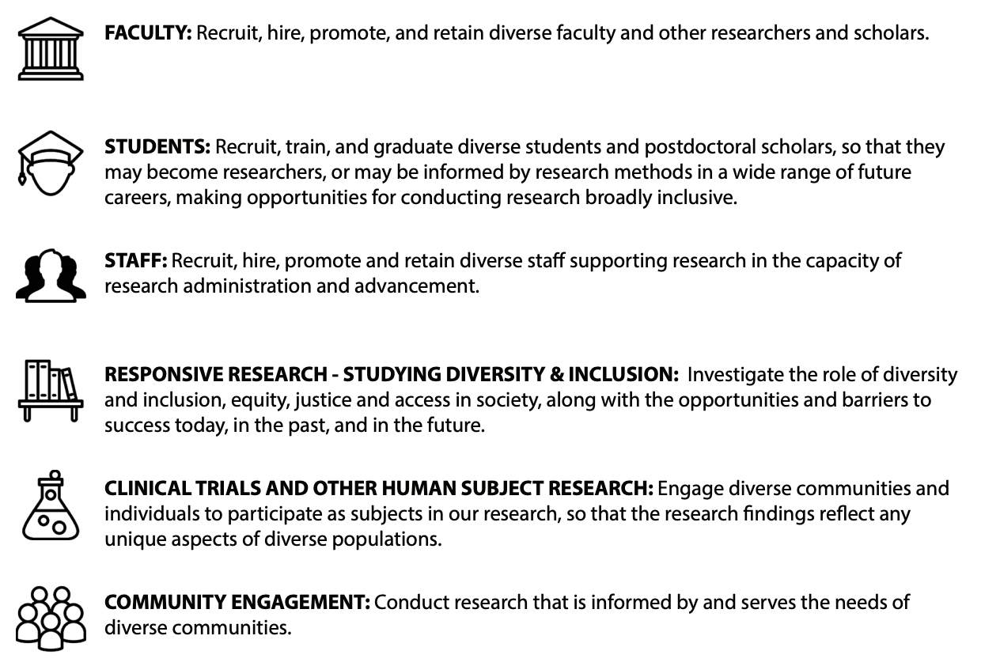 FACULTY: Recruit, hire, promote, and retain diverse faculty and other researchers and scholars.
STUDENTS: Recruit, train, and graduate diverse students and postdoctoral scholars, so that they
may become researchers, or may be informed by research methods in a wide range of future
careers, making opportunities for conducting research broadly inclusive.
STAFF: Recruit, hire, promote and retain diverse staff supporting research in the capacity of
research administration and advancement.
RESPONSIVE RESEARCH - STUDYING DIVERSITY & INCLUSION:  Investigate the role of diversity
and inclusion, equity, justice and access in society, along with the opportunities and barriers to
success today, in the past, and in the future.
CLINICAL TRIALS AND OTHER HUMAN SUBJECT RESEARCH: Engage diverse communities and
individuals to participate as subjects in our research, so that the research findings reflect any
unique aspects of diverse populations.
COMMUNITY ENGAGEMENT: Conduct research that is informed by and serves the needs of
diverse communities.